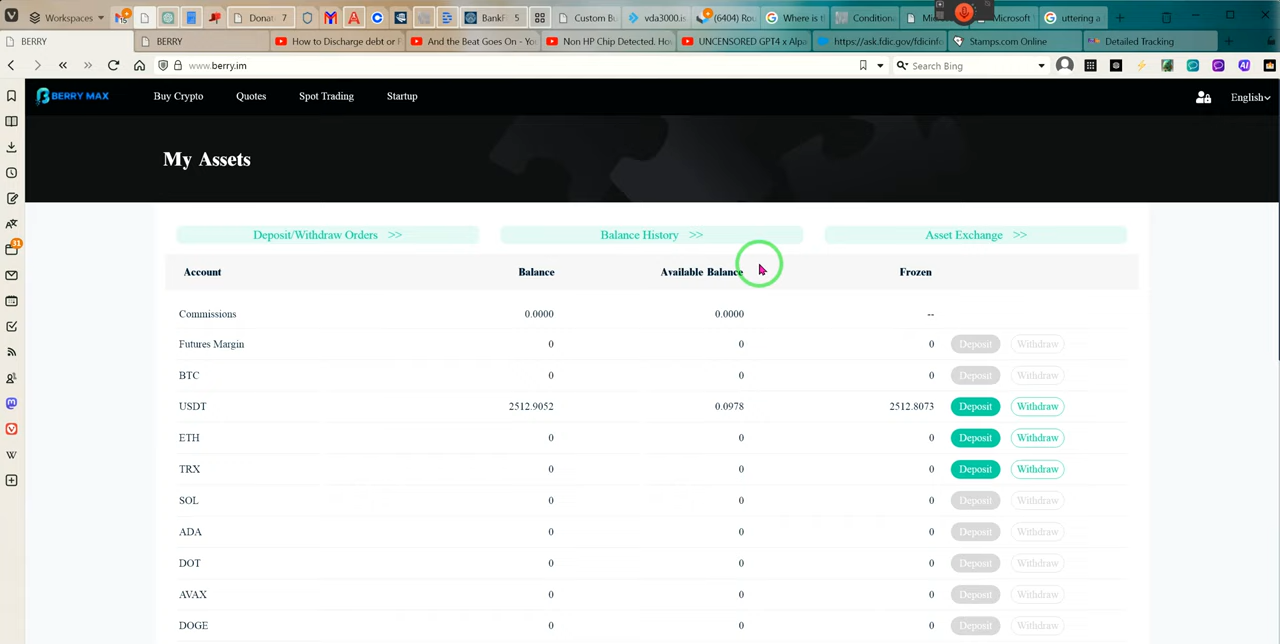 Workspaces
Donat 7
BankF 5
Custom Bu
vda3000.is
(6404) Rou
Where is t
Condition
Microsoft
uttering a
BERRY
BERRY
How to Discharge debt or F
And the Beat Goes On - Yo
Non HP Chip Detected. Ho
UNCENSORED GPT4 x Alpa
https://ask.fdic.gov/fdicinfo
Stamps.com Online
Detailed Tracking
www.berry.im
Search Bing
BERRY MAX
Buy Crypto
Quotes
Spot Trading
Startup
English
My Assets
Deposit/Withdraw Orders >>
Balance History >>
Asset Exchange >>
Account Balance Available Balance Frozen
Commissions 0.0000 0.0000 --
Futures Margin 0 0 0 Deposit Withdraw
BTC 0 0 0 Deposit Withdraw
USDT 2512.9052 0.0978 2512.8073 Deposit Withdraw
ETH 0 0 0 Deposit Withdraw
TRX 0 0 0 Deposit Withdraw
SOL 0 0 0 Deposit Withdraw
ADA 0 0 0 Deposit Withdraw
DOT 0 0 0 Deposit Withdraw
AVAX 0 0 0 Deposit Withdraw
DOGE 0 0 0 Deposit Withdraw
31